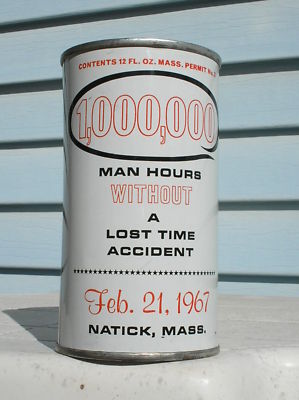 CONTENTS 12 FL. OZ. MASS. PERMIT No.
1,000,000
MAN HOURS
WITHOUT
A
LOST TIME
ACCIDENT
Feb. 21, 1967
NATICK, MASS.